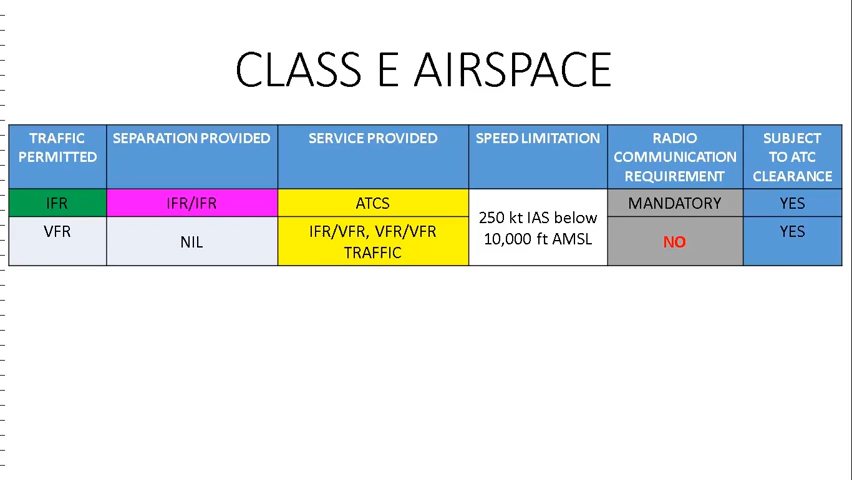 CLASS E AIRSPACE
TRAFFIC PERMITTED
SEPARATION PROVIDED
SERVICE PROVIDED
SPEED LIMITATION
RADIO COMMUNICATION REQUIREMENT
SUBJECT TO ATC CLEARANCE
IFR
IFR/IFR
ATCS
250 kt IAS below
10,000 ft AMSL
MANDATORY
YES
VFR
NIL
IFR/VFR, VFR/VFR
TRAFFIC
NO
YES